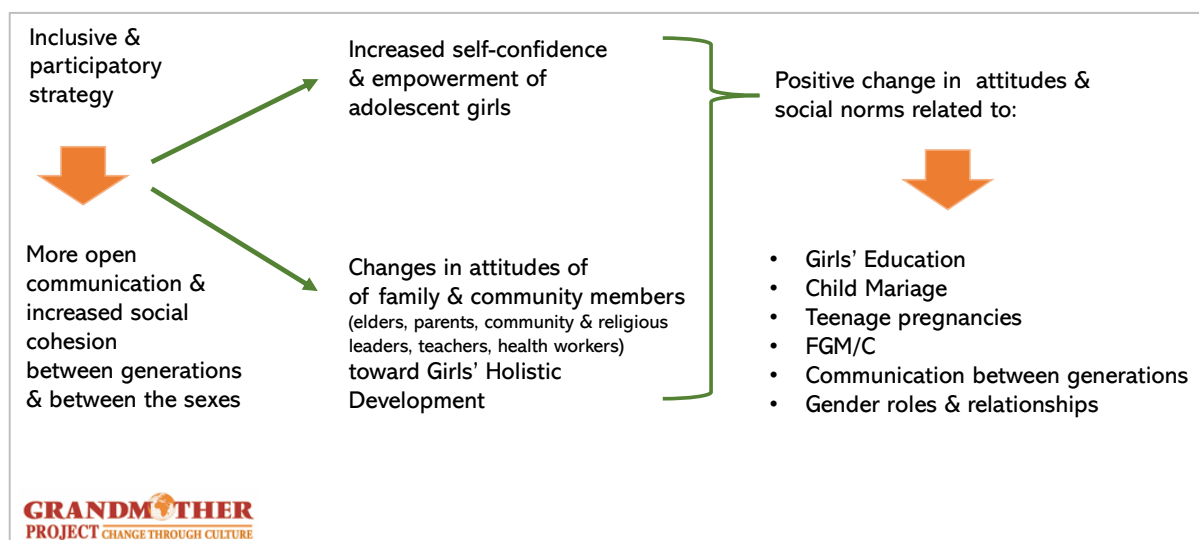 Inclusive &
participatory
strategy
More open
communication &
increased social
cohesion
between generations
& between the sexes
Increased self-confidence
& empowerment of
adolescent girls
Changes in attitudes of
of family & community members
(elders, parents, community & religious
leaders, teachers, health workers)
toward Girls’ Holistic
Development
Positive change in attitudes &
social norms related to:
• Girls’ Education
• Child Mariage
• Teenage pregnancies
• FGM/C
• Communication between generations
• Gender roles & relationships
GRANDMOTHER
PROJECT CHANGE THROUGH CULTURE